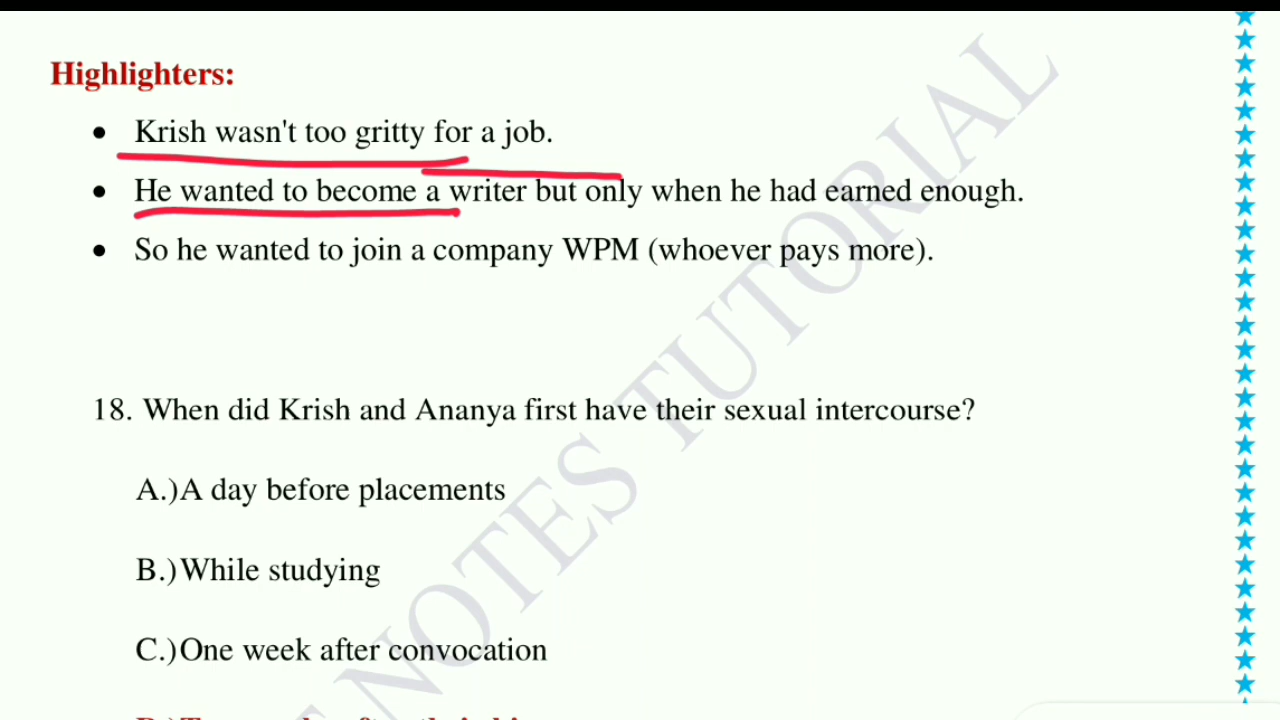 Highlighters:
• Krish wasn't too gritty for a job.
• He wanted to become a writer but only when he had earned enough.
• So he wanted to join a company WPM (whoever pays more).
NOTES TUTORIAL
18. When did Krish and Ananya first have their sexual intercourse?
A.)A day before placements
B.)While studying
C.)One week after convocation